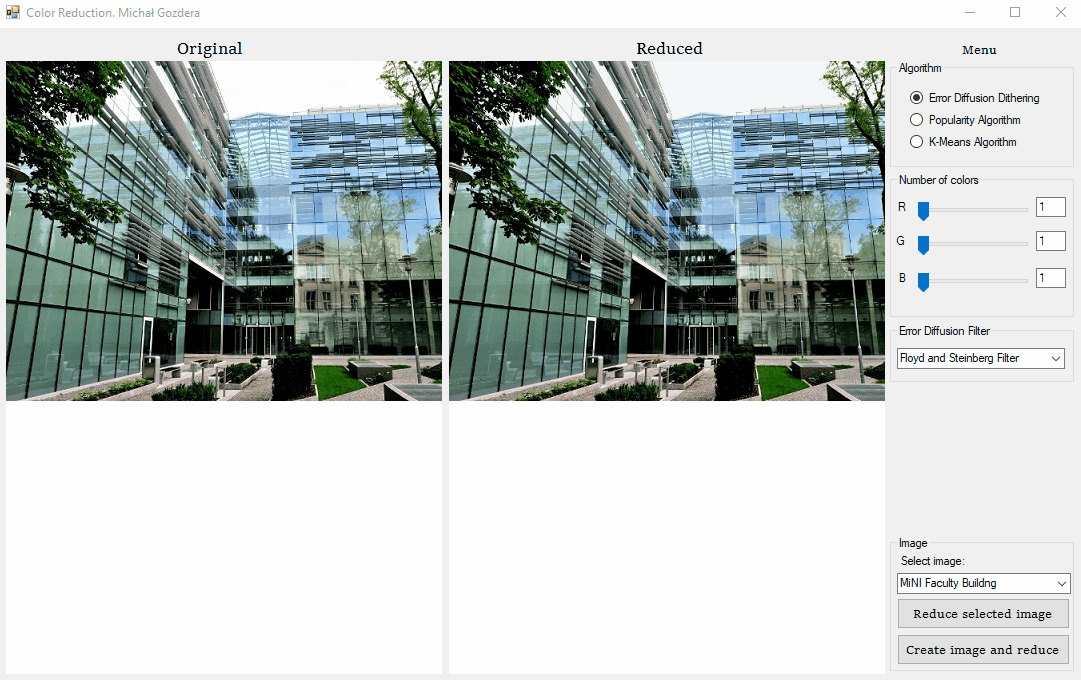 Color Reduction. Michał Gozdera
Original
Reduced
Menu
Algorithm
Error Diffusion Dithering
Popularity Algorithm
K-Means Algorithm
Number of colors
R 1
G 1
B 1
Error Diffusion Filter
Floyd and Steinberg Filter
Image
Select image:
MiNI Faculty Buildng
Reduce selected image
Create image and reduce